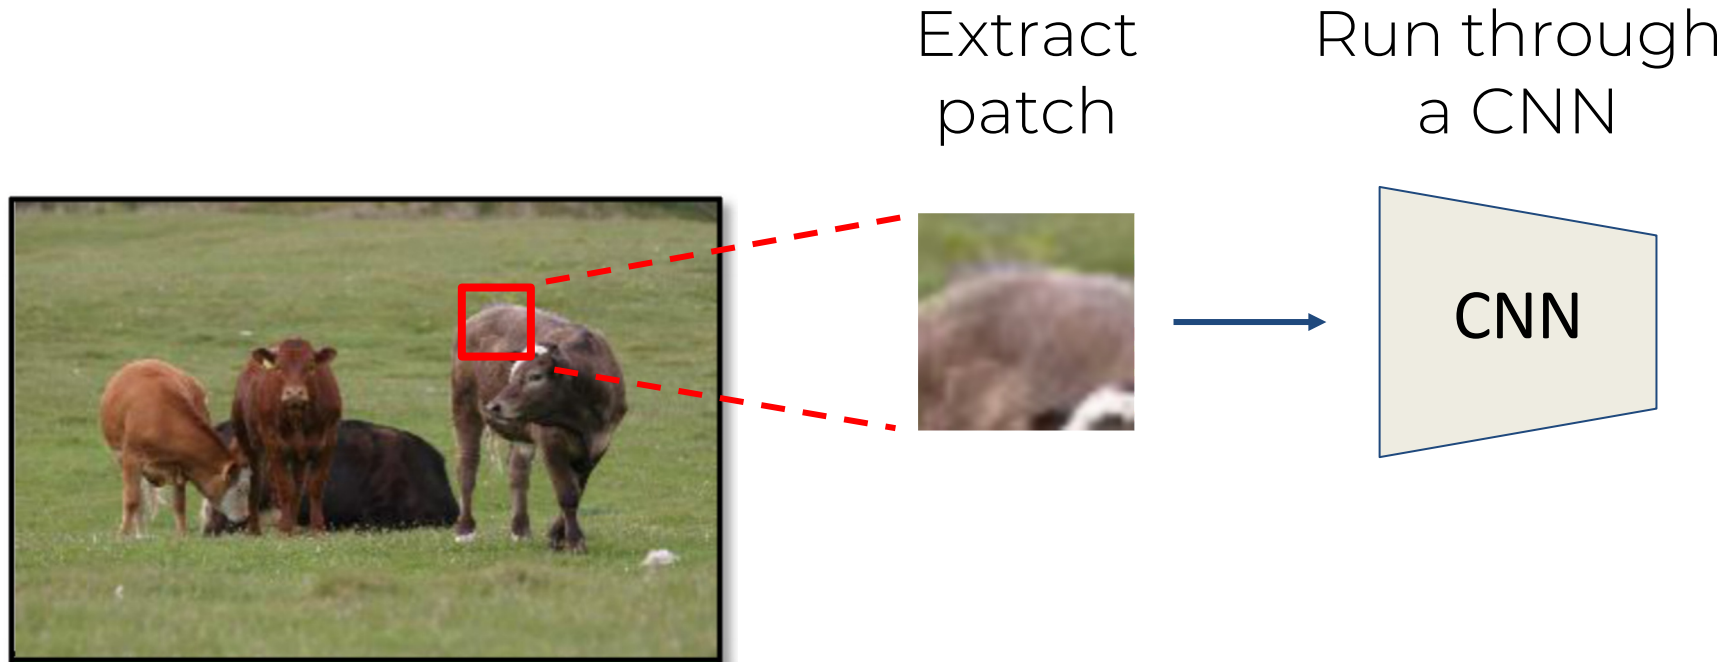 Extract
patch
Run through
a CNN
CNN